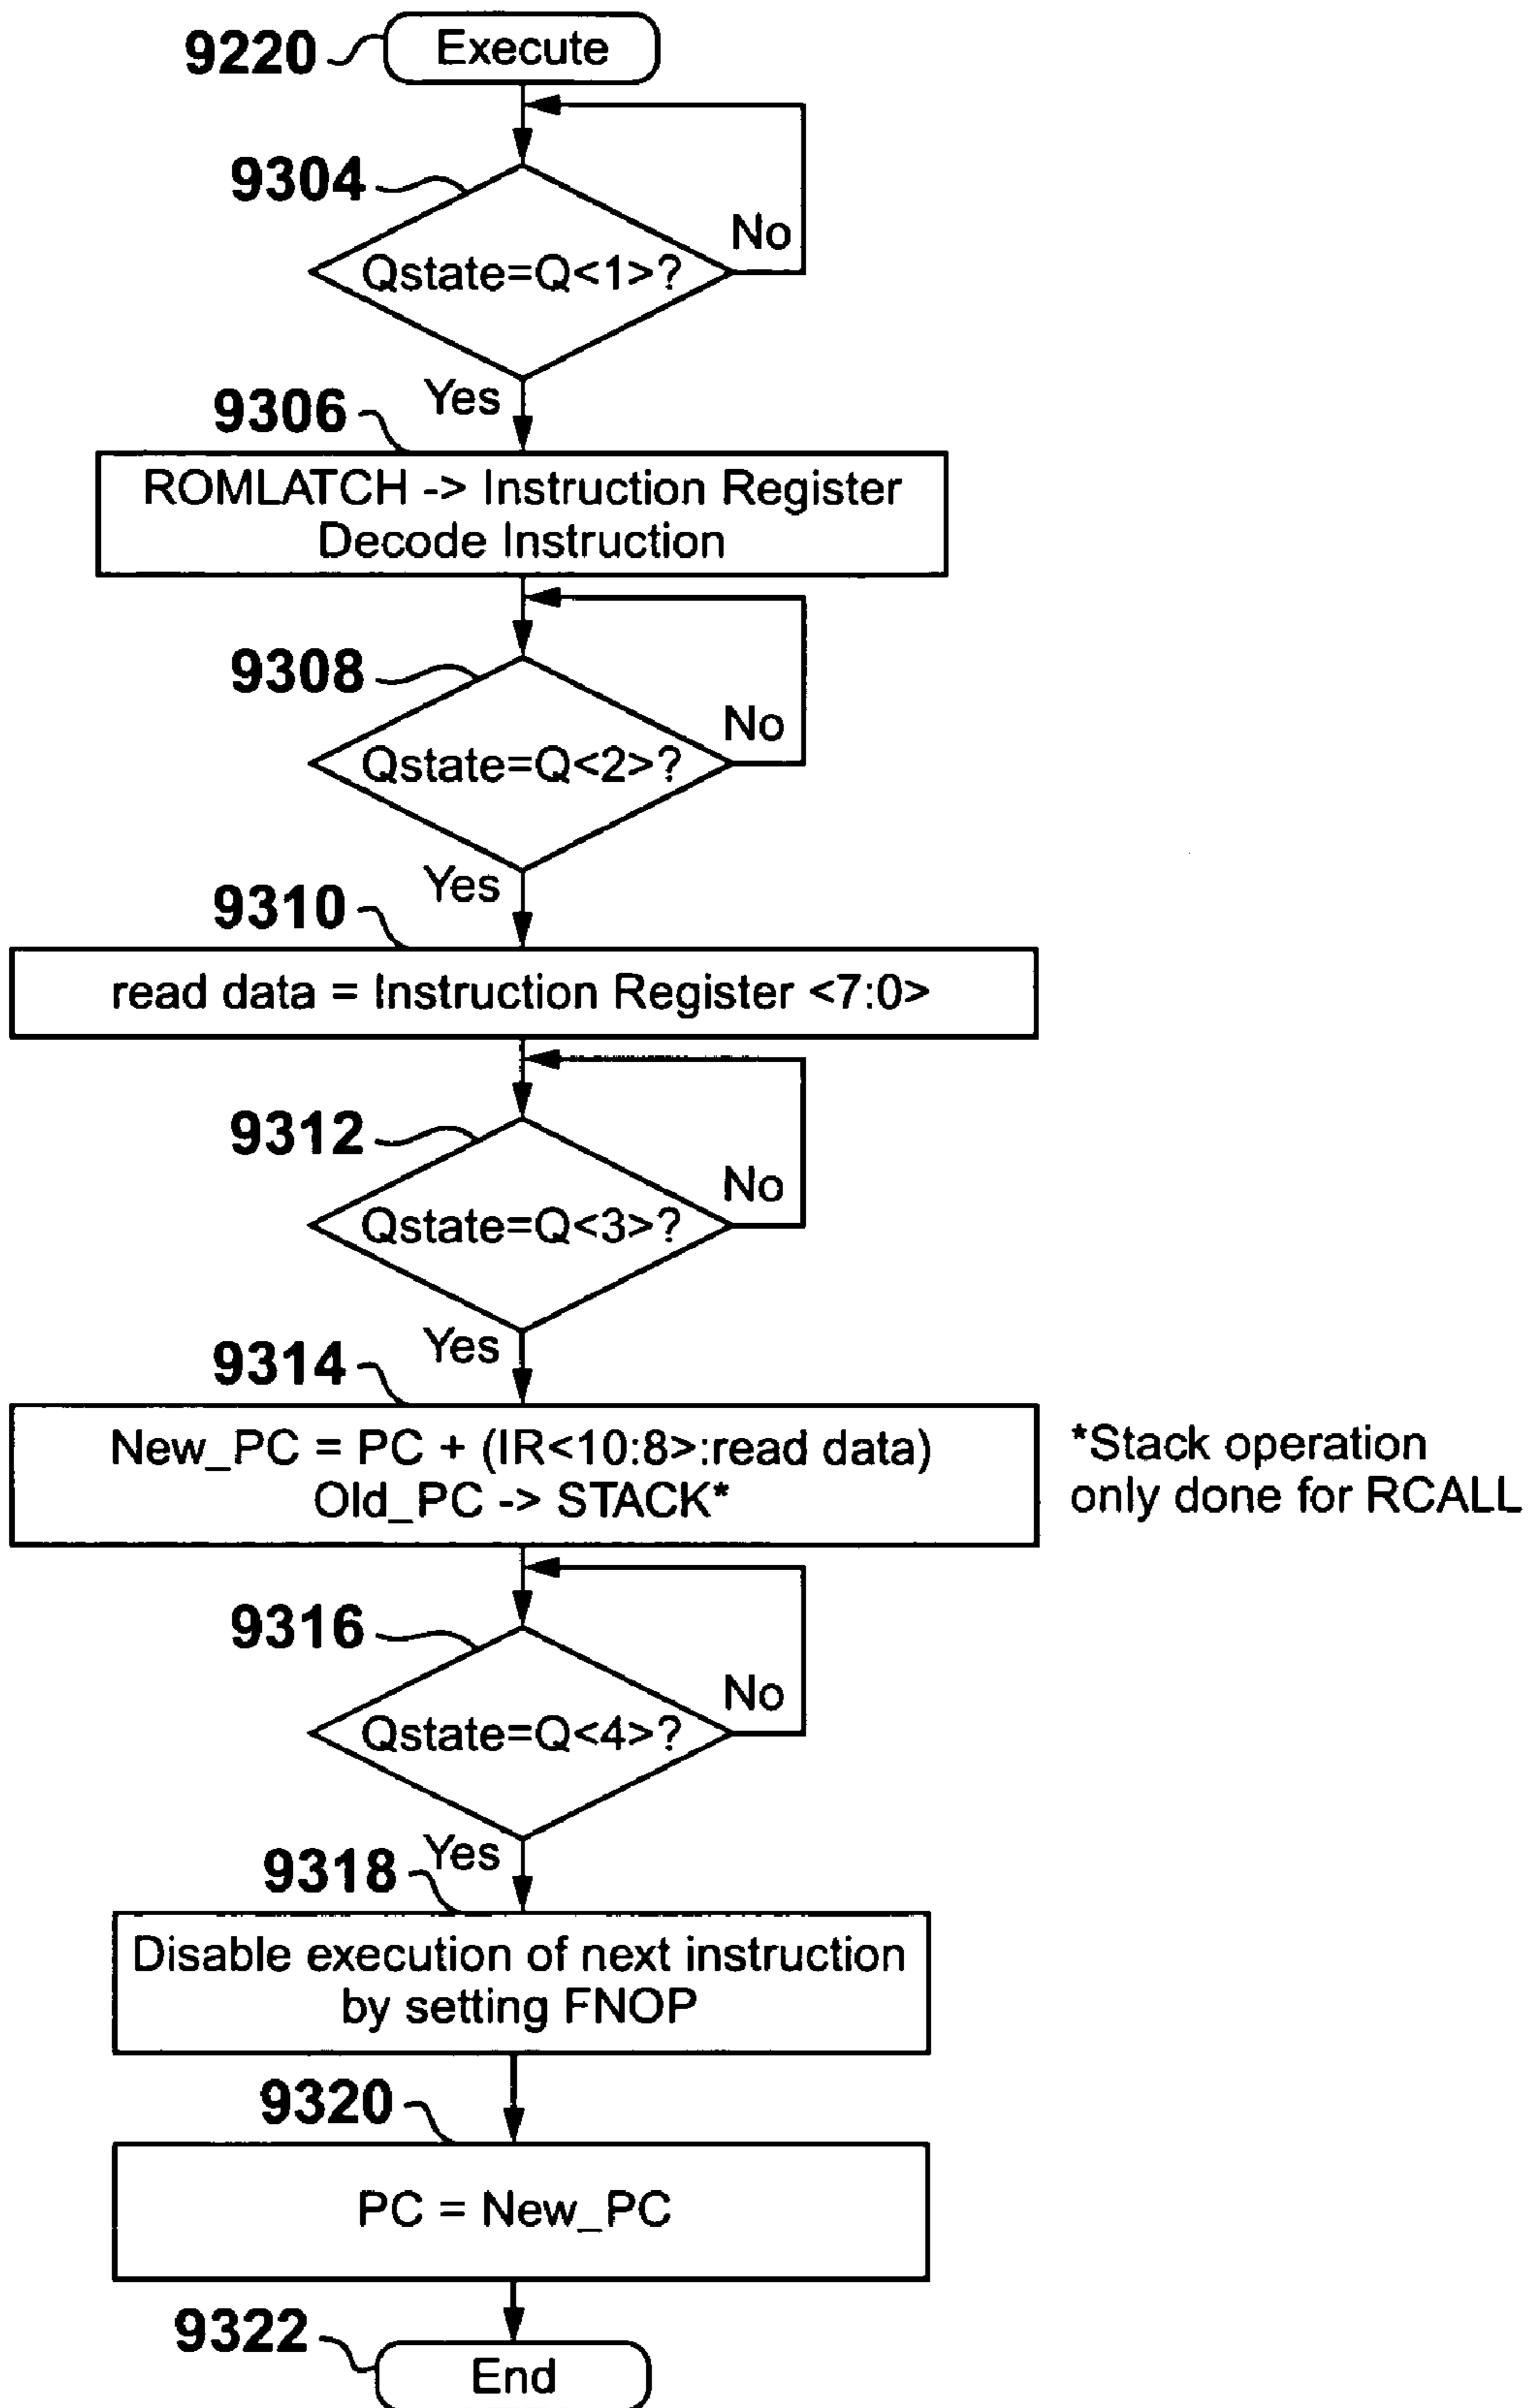 9220
Execute
9304
No
Qstate=Q<1>?
Yes
9306
ROMLATCH -> Instruction Register
Decode Instruction
9308
No
Qstate=Q<2>?
Yes
9310
read data = Instruction Register <7:0>
9312
No
Qstate=Q<3>?
Yes
9314
New_PC = PC + (IR<10:8>:read data)
Old_PC -> STACK*
*Stack operation
only done for RCALL
9316
No
Qstate=Q<4>?
Yes
9318
Disable execution of next instruction
by setting FNOP
9320
PC = New_PC
9322
End